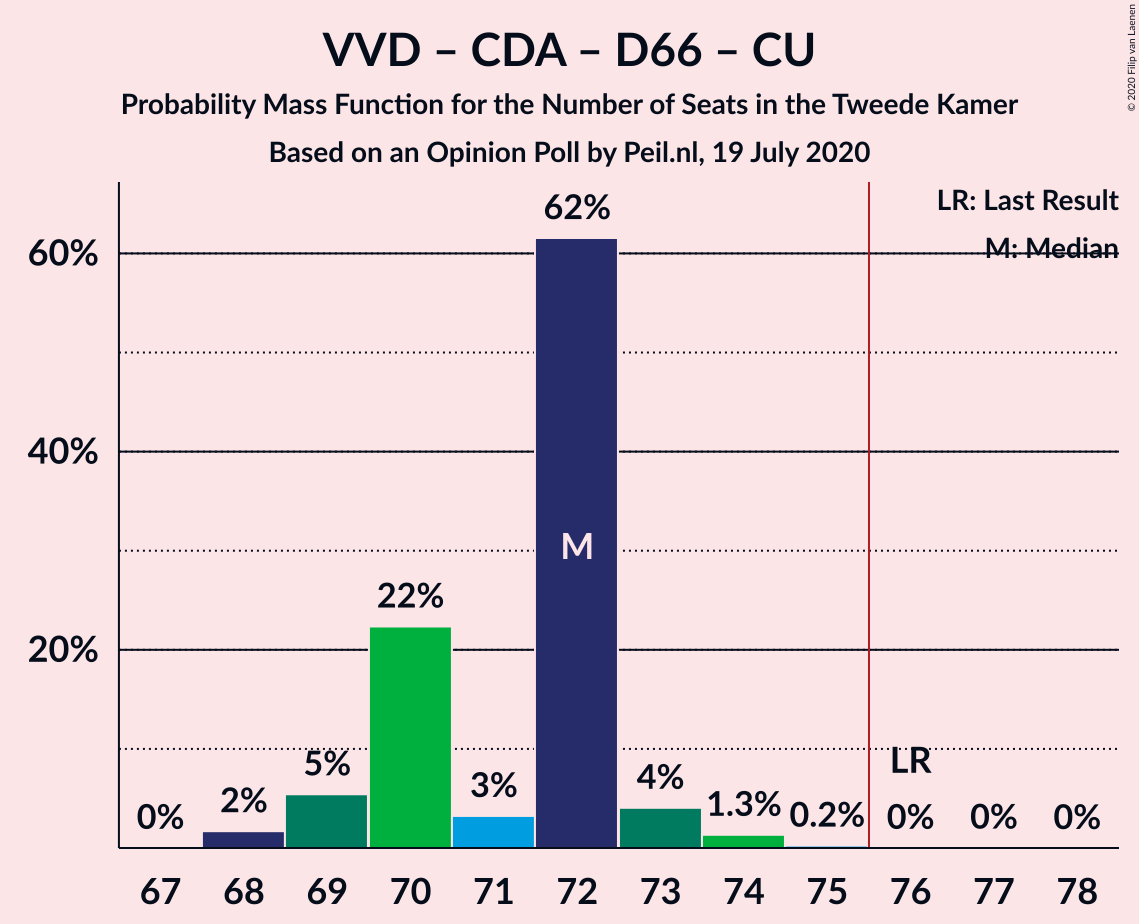 VVD – CDA – D66 – CU
Probability Mass Function for the Number of Seats in the Tweede Kamer
Based on an Opinion Poll by Peil.nl, 19 July 2020
© 2020 Filip van Laenen
LR: Last Result
M: Median
60%
40%
20%
0%
2%
5%
22%
3%
62%
M
4%
1.3%
0.2%
LR
0%
0%
0%
67 68 69 70 71 72 73 74 75 76 77 78